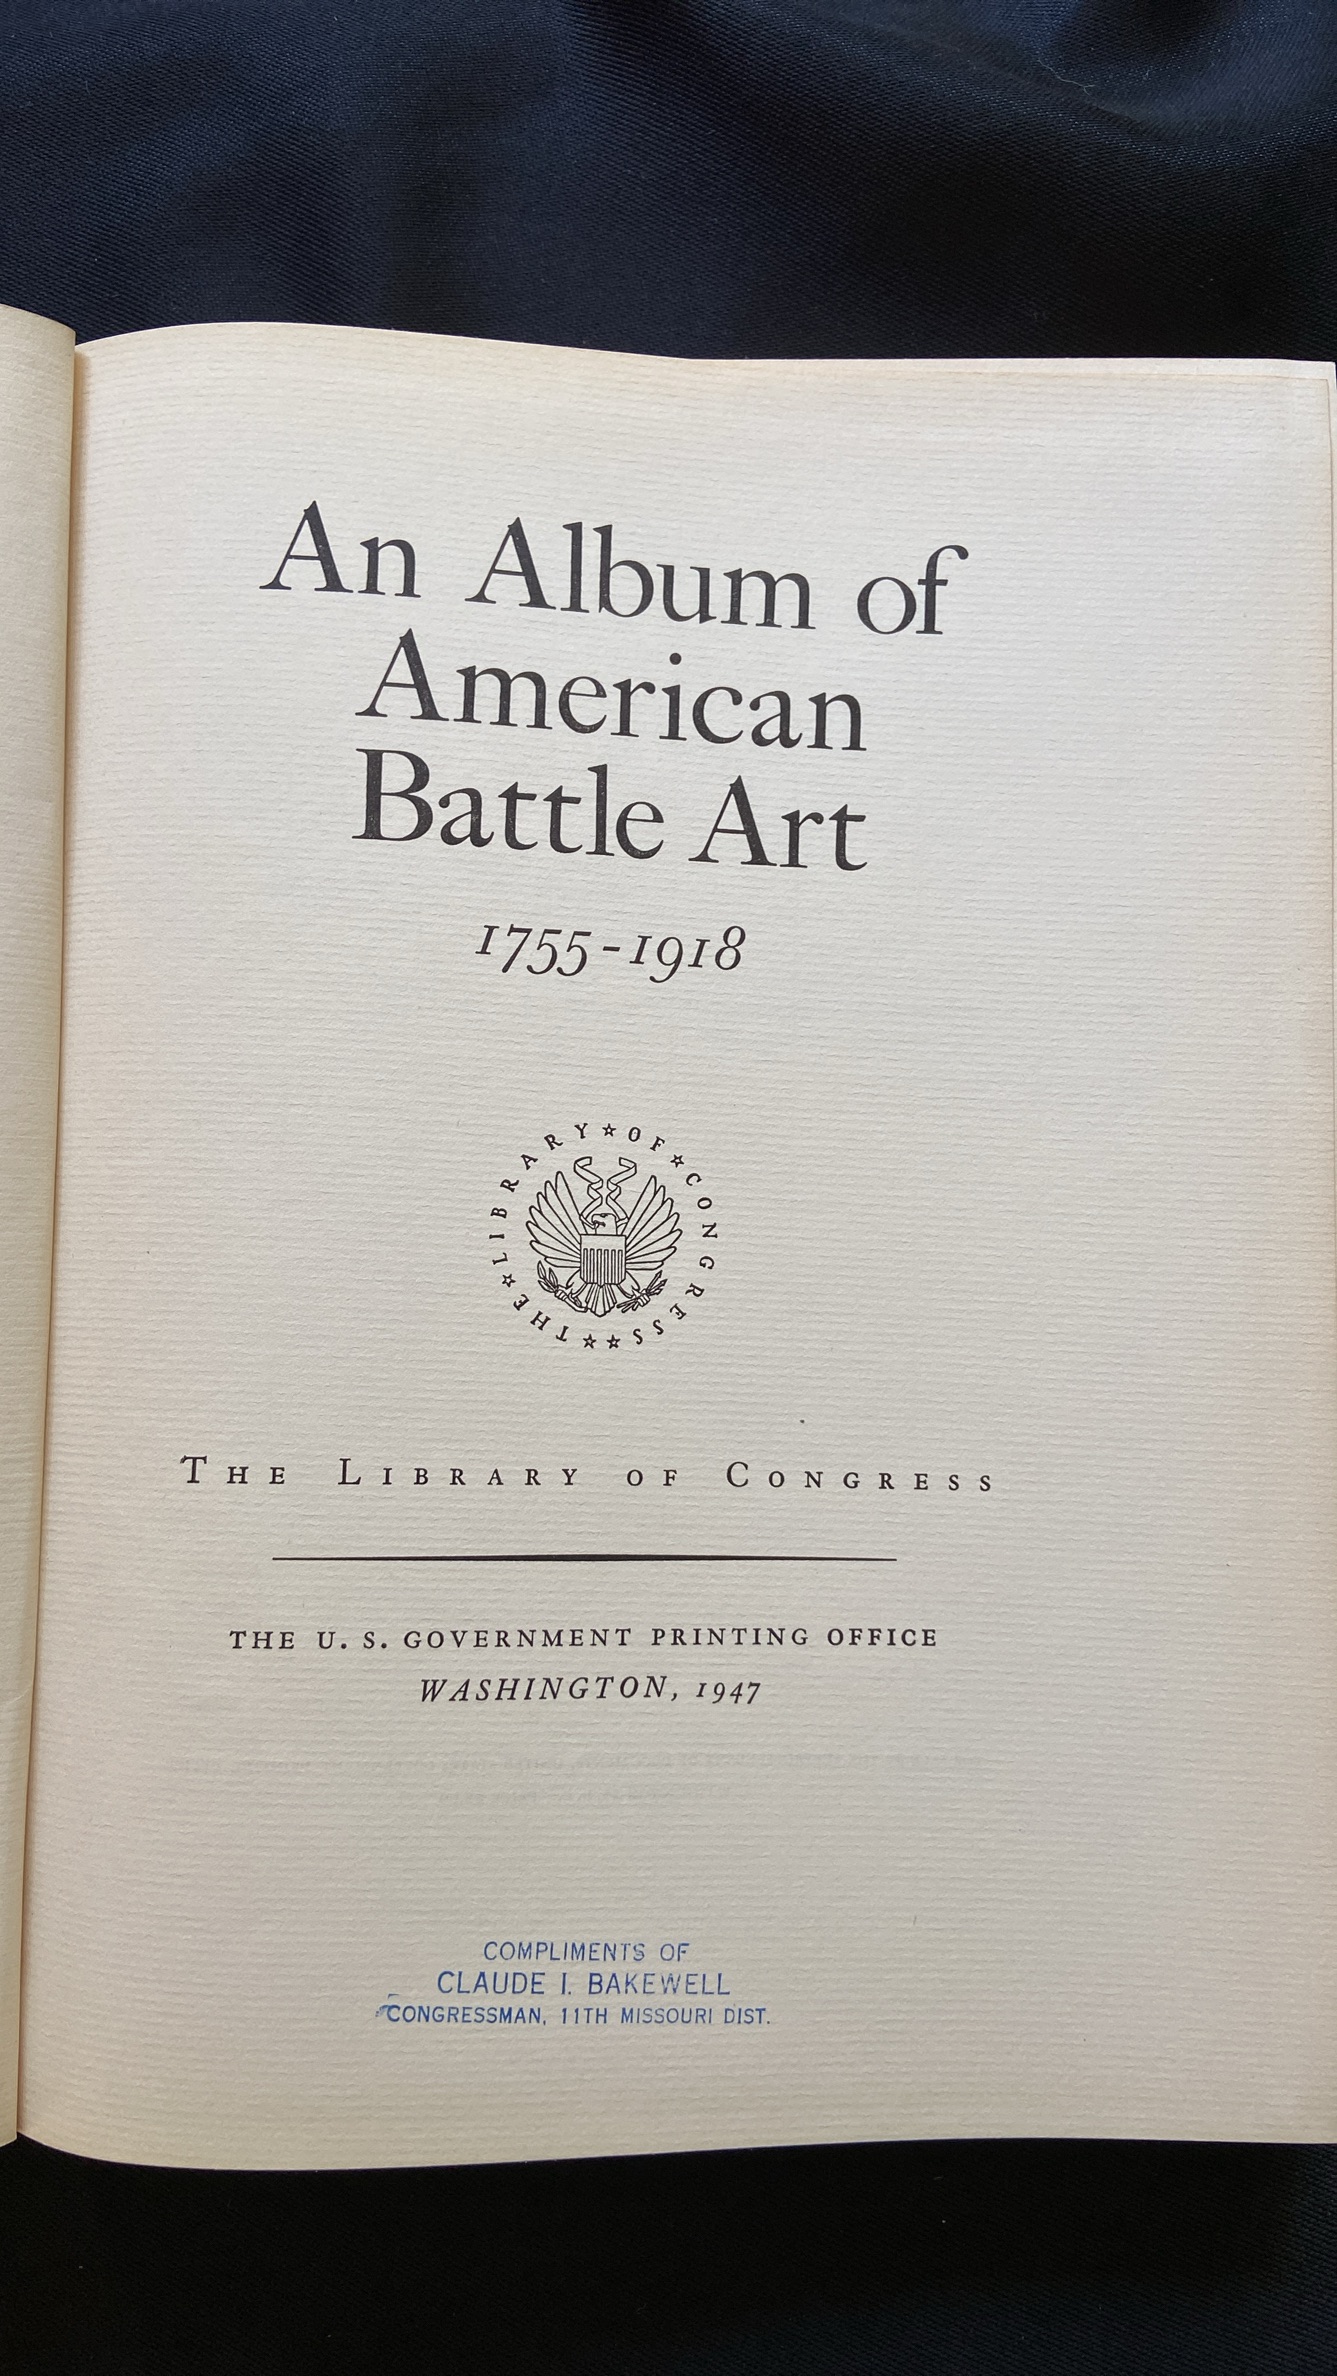 An Album of
American
Battle Art
1755-1918
THE☆LIBRARY☆OF☆CONGRESS☆☆
THE LIBRARY OF CONGRESS
THE U. S. GOVERNMENT PRINTING OFFICE
WASHINGTON, 1947
COMPLIMENTS OF
CLAUDE I. BAKEWELL
CONGRESSMAN, 11TH MISSOURI DIST.